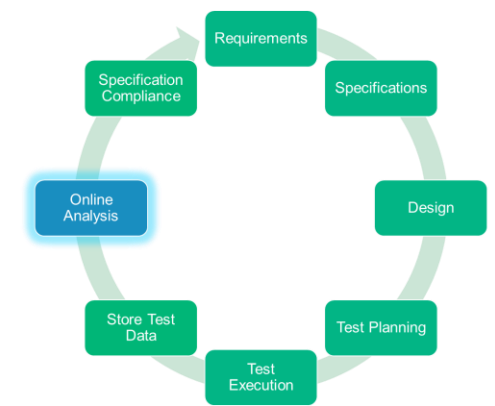 Requirements
Specifications
Design
Test Planning
Test
Execution
Store Test
Data
Online
Analysis
Specification
Compliance